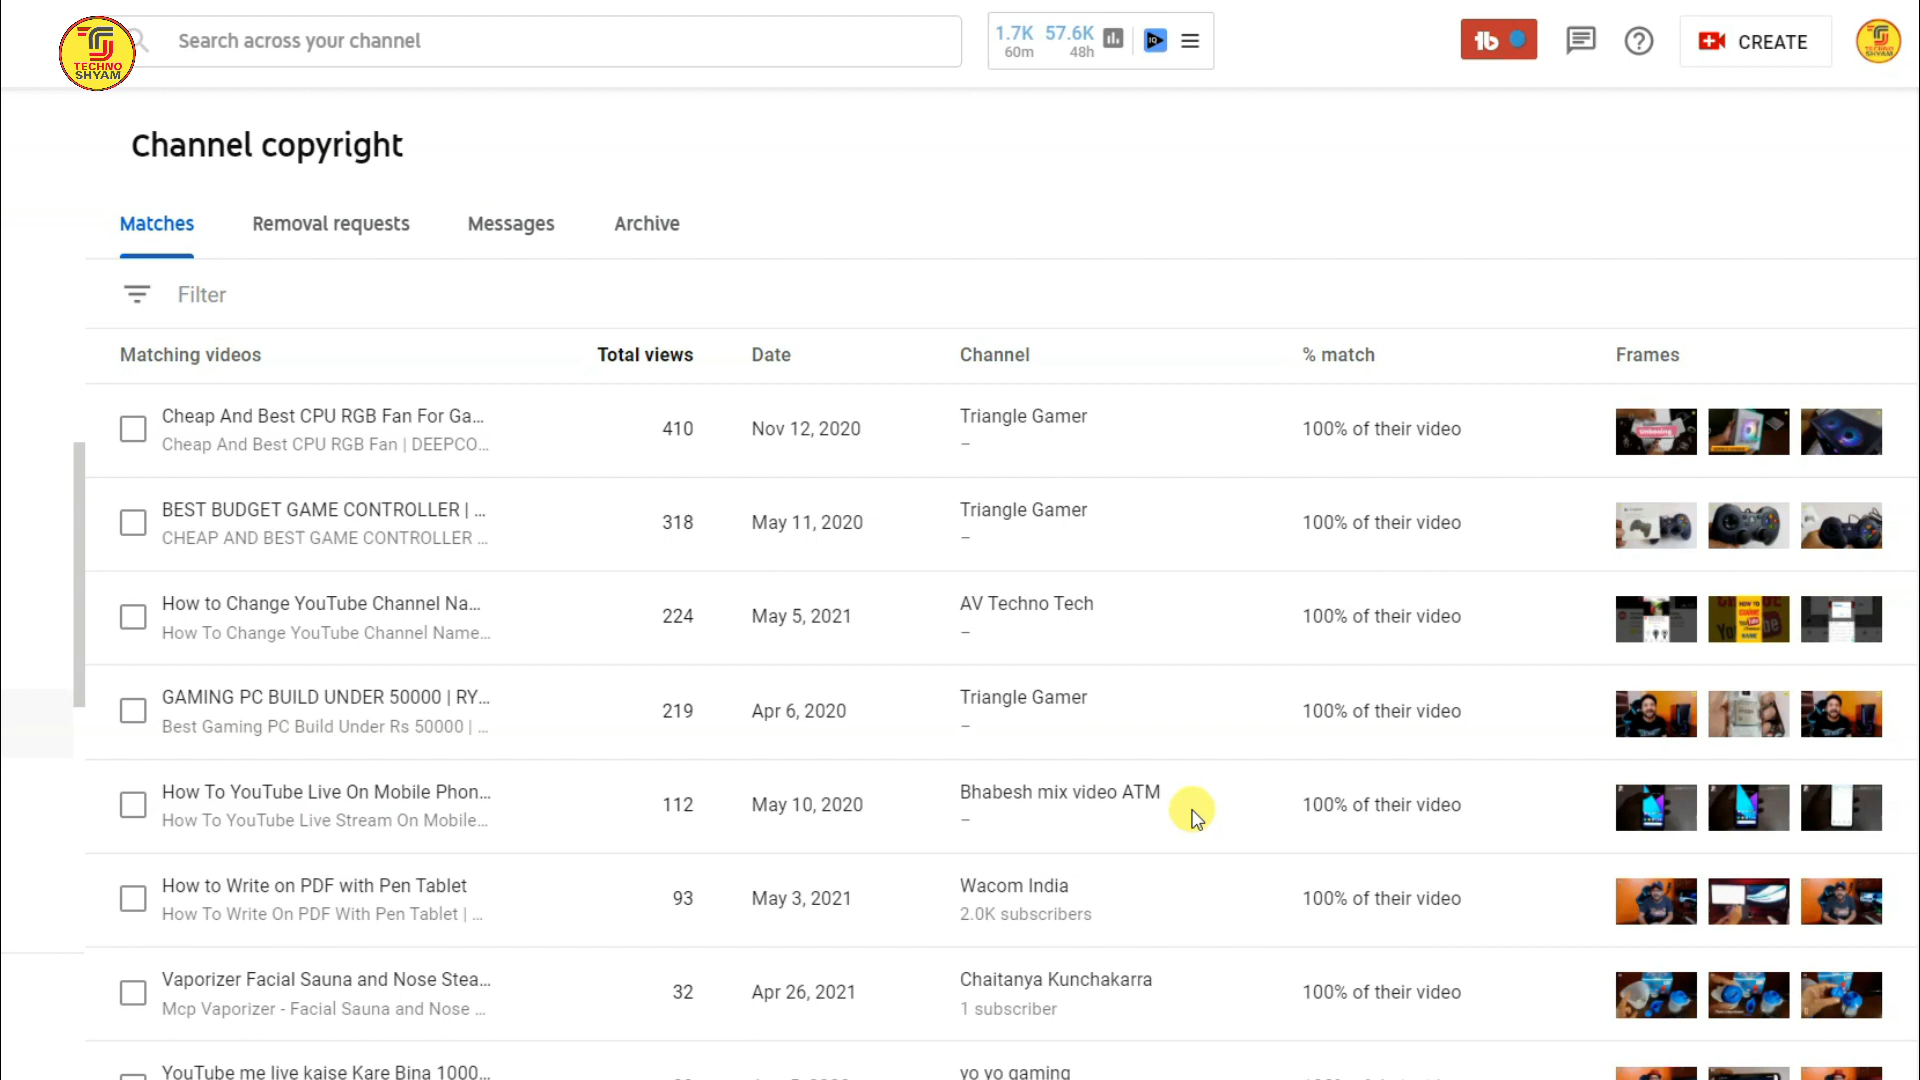 TECHNO
SHYAM
Search across your channel
1.7K 57.6K
60m 48h
IQ
tb
CREATE
Channel copyright
Matches Removal requests Messages Archive
Filter
Matching videos Total views Date Channel % match Frames
Cheap And Best CPU RGB Fan For Ga... 410 Nov 12, 2020 Triangle Gamer 100% of their video
Cheap And Best CPU RGB Fan | DEEPCO... –
BEST BUDGET GAME CONTROLLER | ... 318 May 11, 2020 Triangle Gamer 100% of their video
CHEAP AND BEST GAME CONTROLLER ... –
How to Change YouTube Channel Na... 224 May 5, 2021 AV Techno Tech 100% of their video
How To Change YouTube Channel Name... –
GAMING PC BUILD UNDER 50000 | RY... 219 Apr 6, 2020 Triangle Gamer 100% of their video
Best Gaming PC Build Under Rs 50000 | ... –
How To YouTube Live On Mobile Phon... 112 May 10, 2020 Bhabesh mix video ATM 100% of their video
How To YouTube Live Stream On Mobile... –
How to Write on PDF with Pen Tablet 93 May 3, 2021 Wacom India 100% of their video
How To Write On PDF With Pen Tablet | ... 2.0K subscribers
Vaporizer Facial Sauna and Nose Stea... 32 Apr 26, 2021 Chaitanya Kunchakarra 100% of their video
Mcp Vaporizer - Facial Sauna and Nose ... 1 subscriber
YouTube me live kaise Kare Bina 1000... yo yo gaming